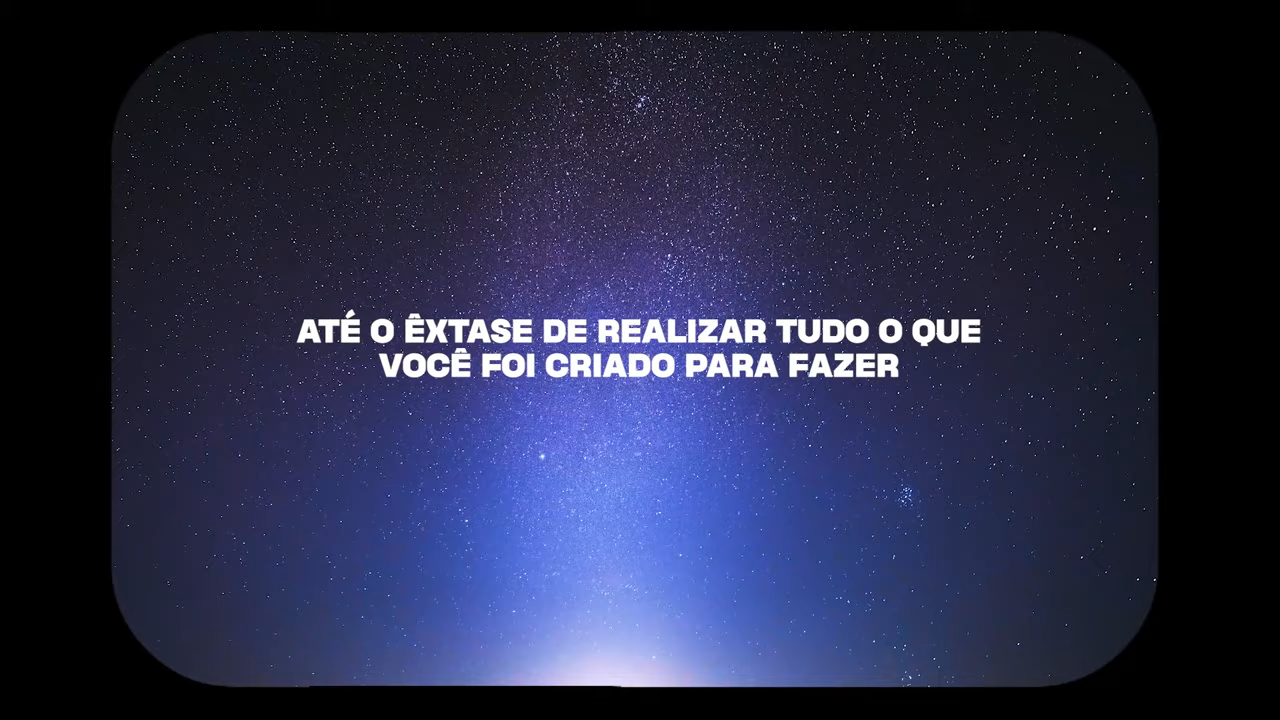 ATÉ O ÊXTASE DE REALIZAR TUDO O QUE
VOCÊ FOI CRIADO PARA FAZER